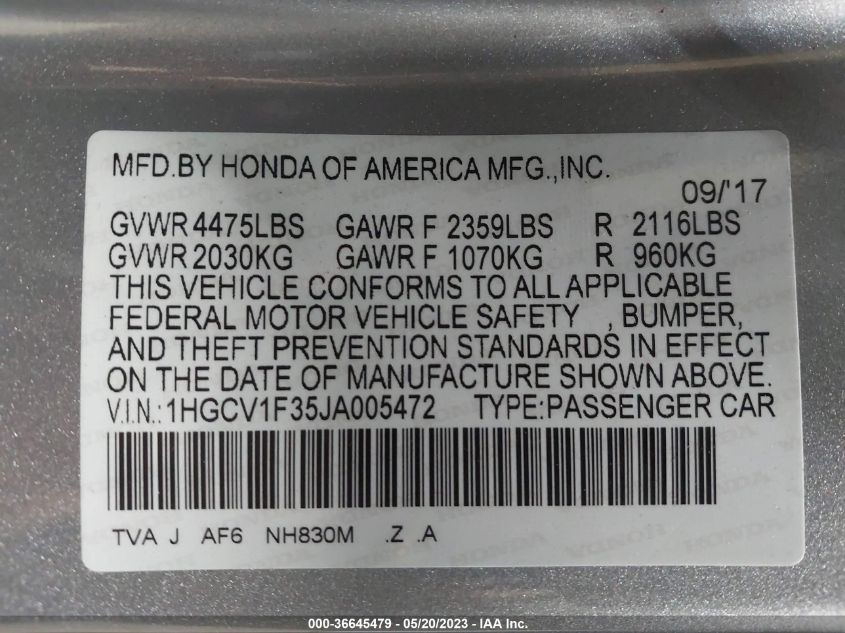 MFD.BY HONDA OF AMERICA MFG.,INC.
09/'17
GVWR 4475LBS GAWR F 2359LBS R 2116LBS
GVWR 2030KG GAWR F 1070KG R 960KG
THIS VEHICLE CONFORMS TO ALL APPLICABLE
FEDERAL MOTOR VEHICLE SAFETY , BUMPER,
AND THEFT PREVENTION STANDARDS IN EFFECT
ON THE DATE OF MANUFACTURE SHOWN ABOVE.
V.I.N.:1HGCV1F35JA005472 TYPE:PASSENGER CAR
TVA J AF6 NH830M .Z .A
000-36645479 - 05/20/2023 - IAA Inc.